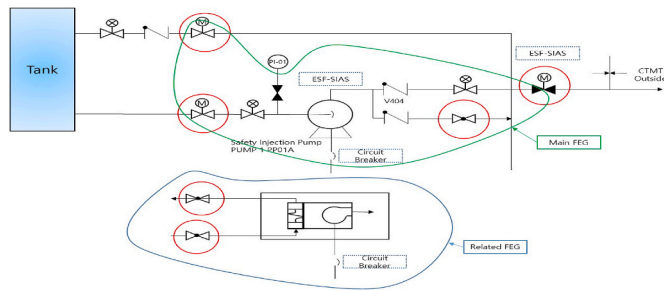 M
ESF-SIAS
PI-01
ESF-SIAS
M
Tank
CTMT
Outside
M
V404
Safety Injection Pump
PUMP 1 PP01A
Circuit
Breaker
Main FEG
Related FEG
Circuit
Breaker